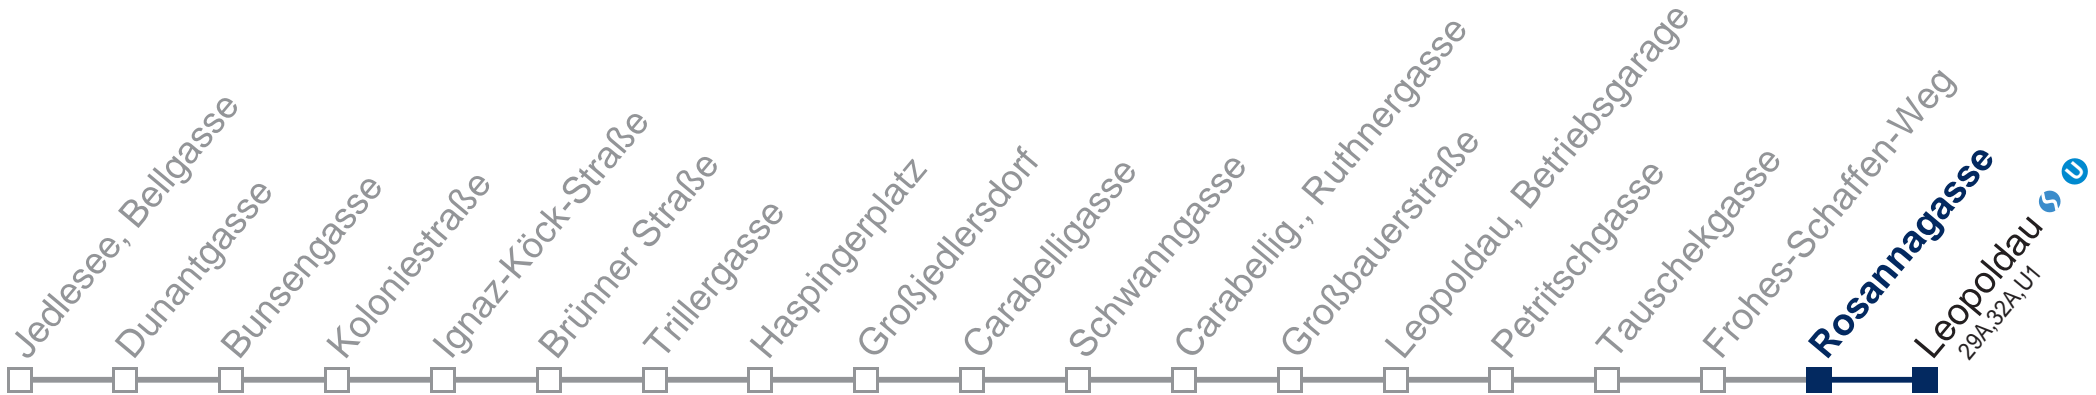 Jedlesee, Bellgasse
Dunantgasse
Bunsengasse
Koloniestraße
Ignaz-Köck-Straße
Brünner Straße
Trillergasse
Haspingerplatz
Großjedlersdorf
Carabelligasse
Schwanngasse
Carabellig., Ruthnergasse
Großbauerstraße
Leopoldau, Betriebsgarage
Petritschgasse
Tauschekgasse
Frohes-Schaffen-Weg
Rosannagasse
Leopoldau S U
29A,32A,U1